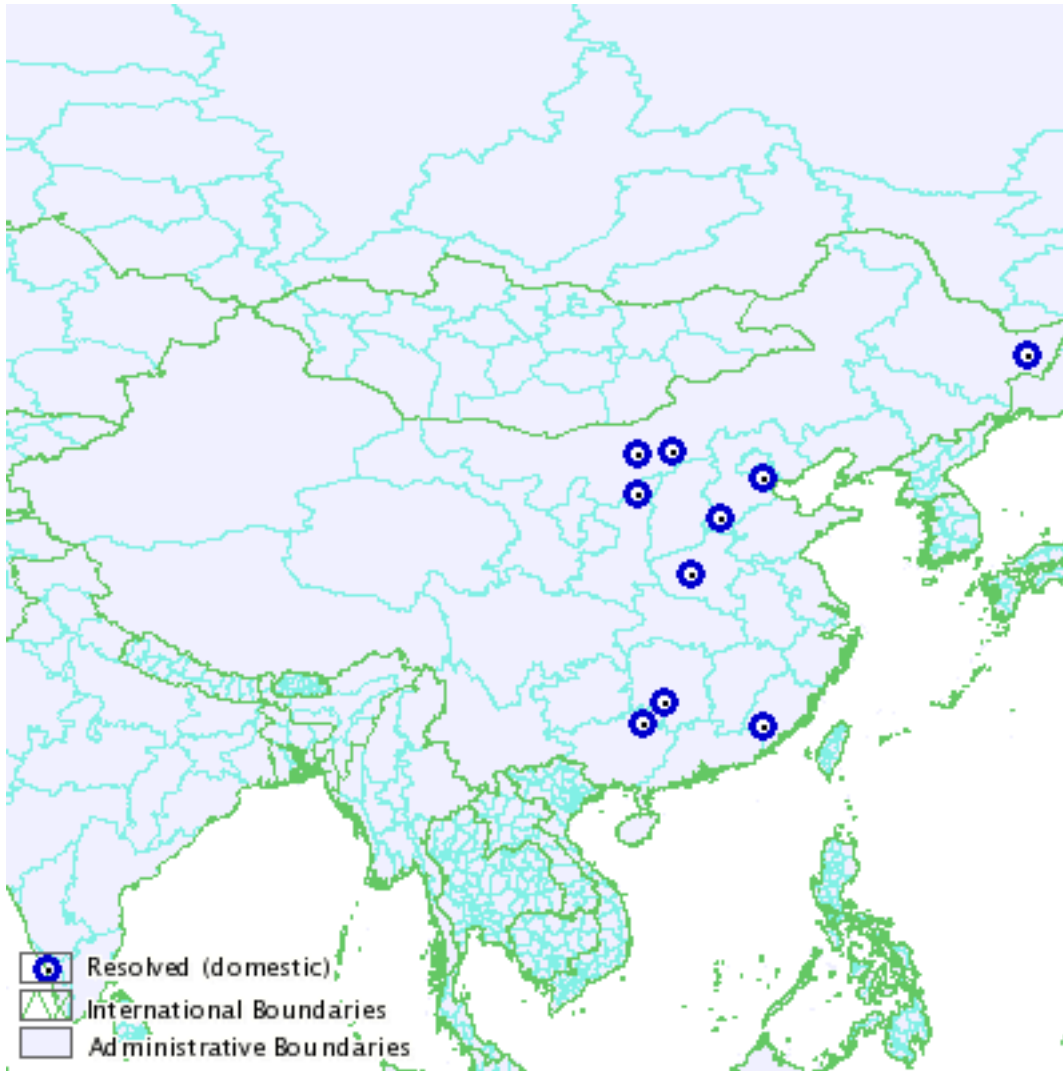 Resolved (domestic)
International Boundaries
Administrative Boundaries